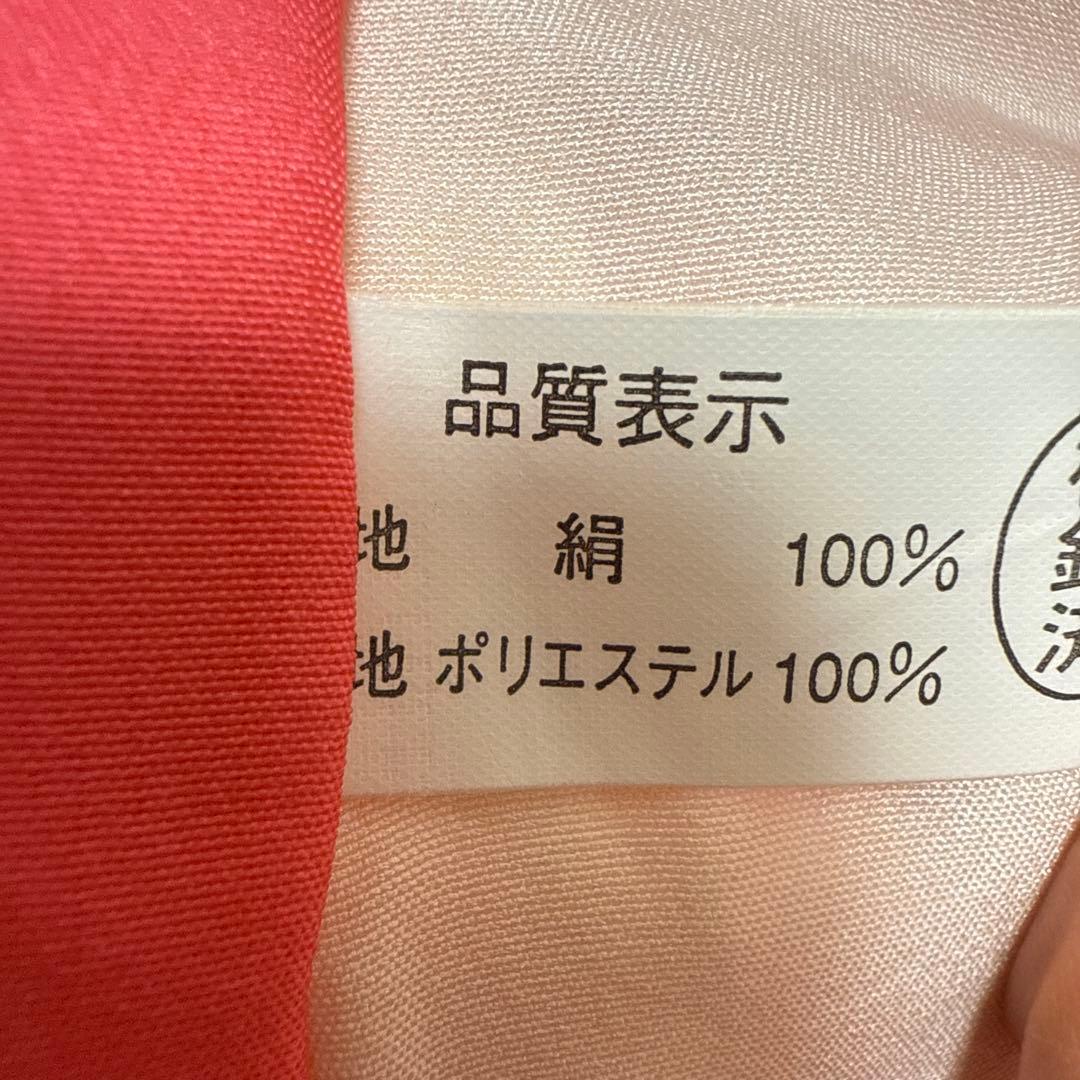 品質表示
地 絹 100%
地 ポリエステル 100%